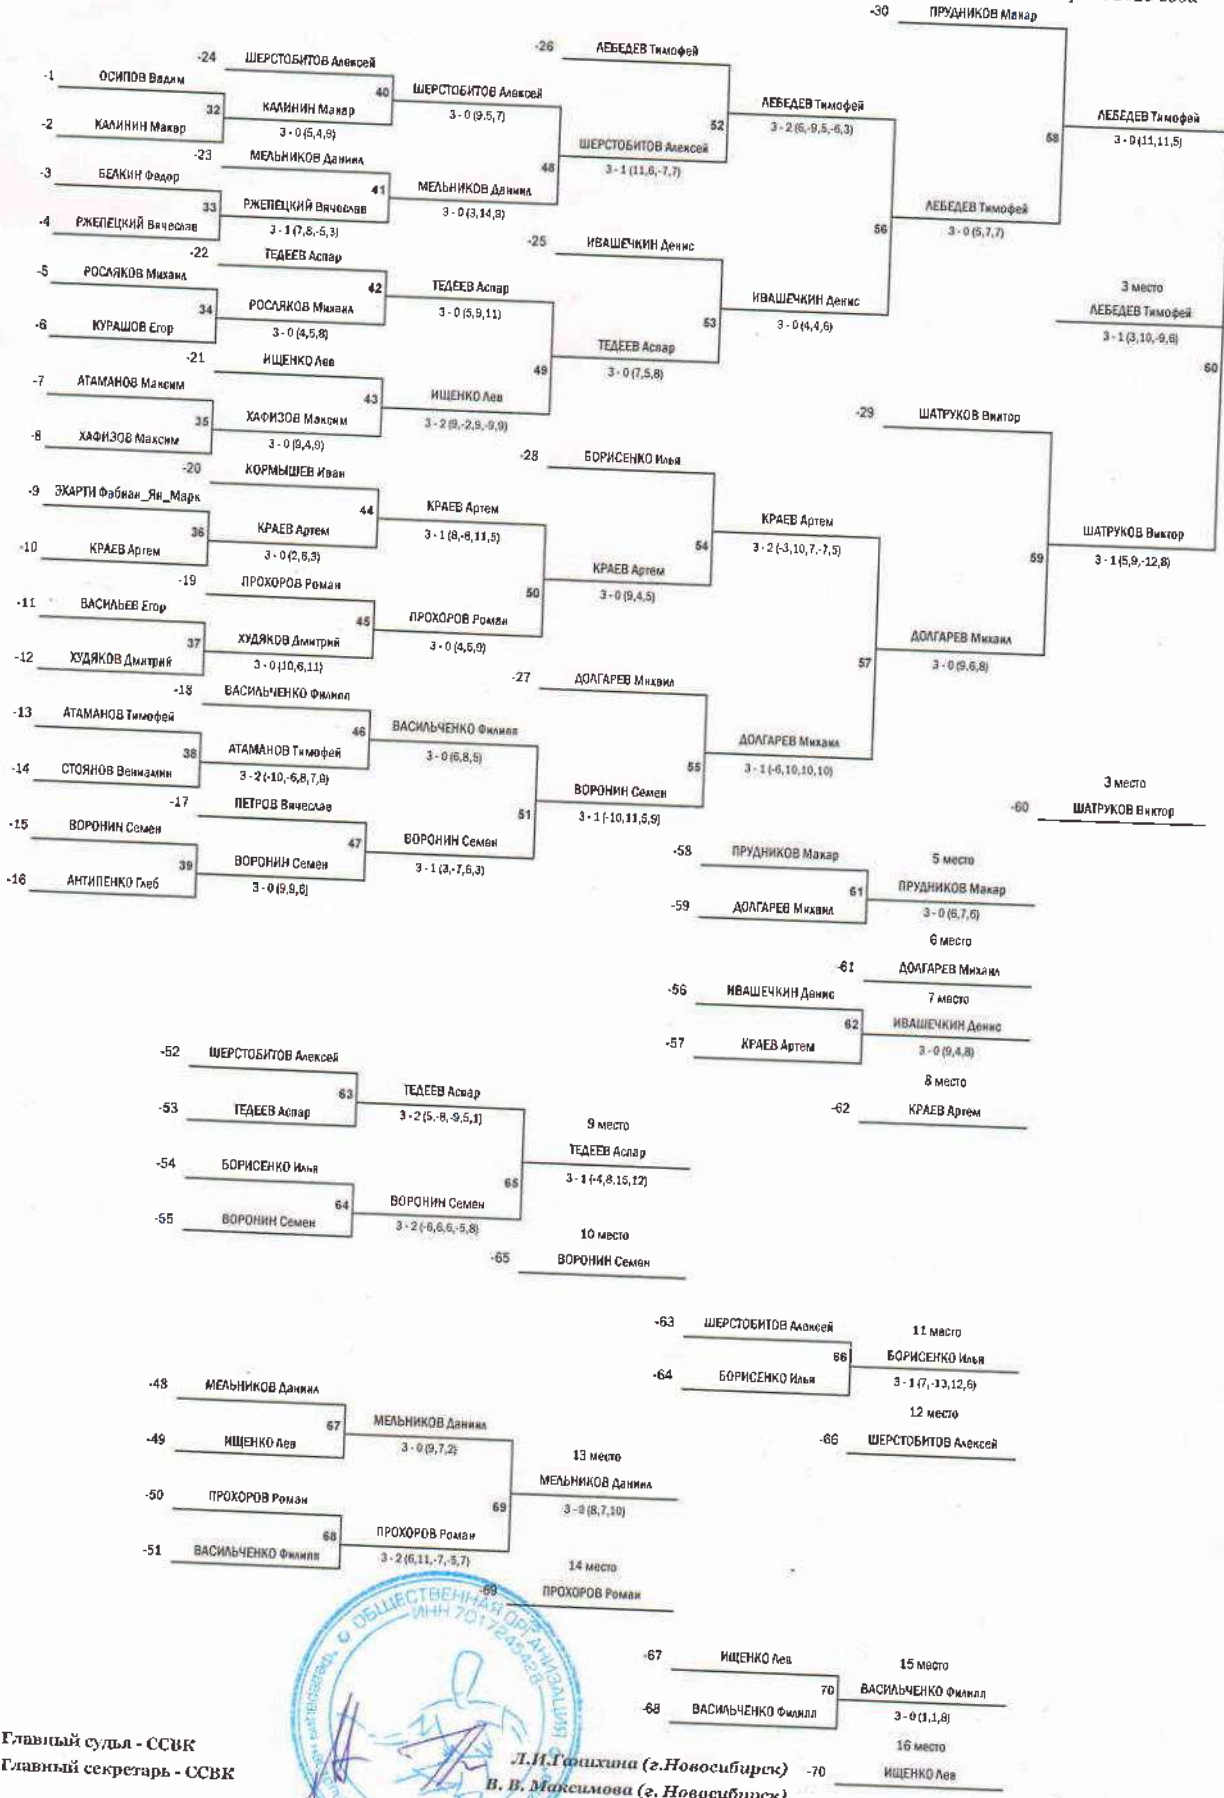 -30 ПРУДНИКОВ Макар
-24 ШЕРСТОБИТОВ Алексей
-26 ЛЕБЕДЕВ Тимофей
-1 ОСИПОВ Вадим
40 ШЕРСТОБИТОВ Алексей
3 - 0 (9,5,7)
32 КАЛИНИН Макар
3 - 0 (5,4,9)
-2 КАЛИНИН Макар
52 ЛЕБЕДЕВ Тимофей
3 - 2 (6,-9,5,-6,3)
58 ЛЕБЕДЕВ Тимофей
3 - 0 (11,11,5)
-23 МЕЛЬНИКОВ Даниил
48 ШЕРСТОБИТОВ Алексей
3 - 1 (11,6,-7,7)
-3 БЕЛКИН Федор
41 МЕЛЬНИКОВ Даниил
3 - 0 (3,14,9)
33 РЖЕПЕЦКИЙ Вячеслав
3 - 1 (7,8,-5,3)
-4 РЖЕПЕЦКИЙ Вячеслав
56 ЛЕБЕДЕВ Тимофей
3 - 0 (5,7,7)
-22 ТЕДЕЕВ Аспар
-25 ИВАШЕЧКИН Денис
-5 РОСЛЯКОВ Михаил
42 ТЕДЕЕВ Аспар
3 - 0 (5,9,11)
34 РОСЛЯКОВ Михаил
3 - 0 (4,5,8)
-6 КУРАШОВ Егор
53 ИВАШЕЧКИН Денис
3 - 0 (4,4,6)
3 место
ЛЕБЕДЕВ Тимофей
3 - 1 (3,10,-9,6)
60
-21 ИЩЕНКО Лев
49 ТЕДЕЕВ Аспар
3 - 0 (7,5,8)
-7 АТАМАНОВ Максим
43 ИЩЕНКО Лев
3 - 2 (9,-2,9,-9,9)
35 ХАФИЗОВ Максим
3 - 0 (9,4,9)
-8 ХАФИЗОВ Максим
-29 ШАТРУКОВ Виктор
-20 КОРМЫШЕВ Иван
-28 БОРИСЕНКО Илья
-9 ЭХАРТИ Фабиан_Ян_Марк
44 КРАЕВ Артем
3 - 1 (8,-8,11,5)
36 КРАЕВ Артем
3 - 0 (2,6,3)
-10 КРАЕВ Артем
54 КРАЕВ Артем
3 - 2 (-3,10,7,-7,5)
59 ШАТРУКОВ Виктор
3 - 1 (5,9,-12,8)
-19 ПРОХОРОВ Роман
50 КРАЕВ Артем
3 - 0 (9,4,5)
-11 ВАСИЛЬЕВ Егор
45 ПРОХОРОВ Роман
3 - 0 (4,6,9)
37 ХУДЯКОВ Дмитрий
3 - 0 (10,6,11)
-12 ХУДЯКОВ Дмитрий
57 ДОЛГАРЕВ Михаил
3 - 0 (9,6,8)
-18 ВАСИЛЬЧЕНКО Филипп
-27 ДОЛГАРЕВ Михаил
-13 АТАМАНОВ Тимофей
46 ВАСИЛЬЧЕНКО Филипп
3 - 0 (6,8,5)
38 АТАМАНОВ Тимофей
3 - 2 (-10,-6,8,7,9)
-14 СТОЯНОВ Вениамин
55 ДОЛГАРЕВ Михаил
3 - 1 (-6,10,10,10)
-17 ПЕТРОВ Вячеслав
51 ВОРОНИН Семен
3 - 1 (-10,11,5,9)
3 место
-60 ШАТРУКОВ Виктор
-15 ВОРОНИН Семен
47 ВОРОНИН Семен
3 - 1 (3,-7,6,3)
39 ВОРОНИН Семен
3 - 0 (9,9,6)
-16 АНТИПЕНКО Глеб
-58 ПРУДНИКОВ Макар
5 место
61 ПРУДНИКОВ Макар
3 - 0 (6,7,6)
-59 ДОЛГАРЕВ Михаил
6 место
-61 ДОЛГАРЕВ Михаил
-56 ИВАШЕЧКИН Денис
7 место
62 ИВАШЕЧКИН Денис
3 - 0 (9,4,8)
-57 КРАЕВ Артем
8 место
-62 КРАЕВ Артем
-52 ШЕРСТОБИТОВ Алексей
63 ТЕДЕЕВ Аспар
3 - 2 (5,-8,-9,5,1)
-53 ТЕДЕЕВ Аспар
9 место
65 ТЕДЕЕВ Аспар
3 - 1 (-4,8,15,12)
-54 БОРИСЕНКО Илья
64 ВОРОНИН Семен
3 - 2 (-6,6,6,-5,8)
-55 ВОРОНИН Семен
10 место
-65 ВОРОНИН Семен
-63 ШЕРСТОБИТОВ Алексей
11 место
66 БОРИСЕНКО Илья
3 - 1 (7,-13,12,6)
-64 БОРИСЕНКО Илья
12 место
-66 ШЕРСТОБИТОВ Алексей
-48 МЕЛЬНИКОВ Даниил
67 МЕЛЬНИКОВ Даниил
3 - 0 (9,7,2)
-49 ИЩЕНКО Лев
13 место
69 МЕЛЬНИКОВ Даниил
3 - 0 (8,7,10)
-50 ПРОХОРОВ Роман
68 ПРОХОРОВ Роман
3 - 2 (6,11,-7,-5,7)
-51 ВАСИЛЬЧЕНКО Филипп
14 место
-69 ПРОХОРОВ Роман
ОБЩЕСТВЕННАЯ ОРГАНИЗАЦИЯ
ИНН 7017245428
-67 ИЩЕНКО Лев
15 место
70 ВАСИЛЬЧЕНКО Филипп
3 - 0 (1,1,8)
-68 ВАСИЛЬЧЕНКО Филипп
16 место
-70 ИЩЕНКО Лев
Главный судья - ССВК
Л.И.Ганихина (г.Новосибирск)
Главный секретарь - ССВК
В. В. Максимова (г. Новосибирск)